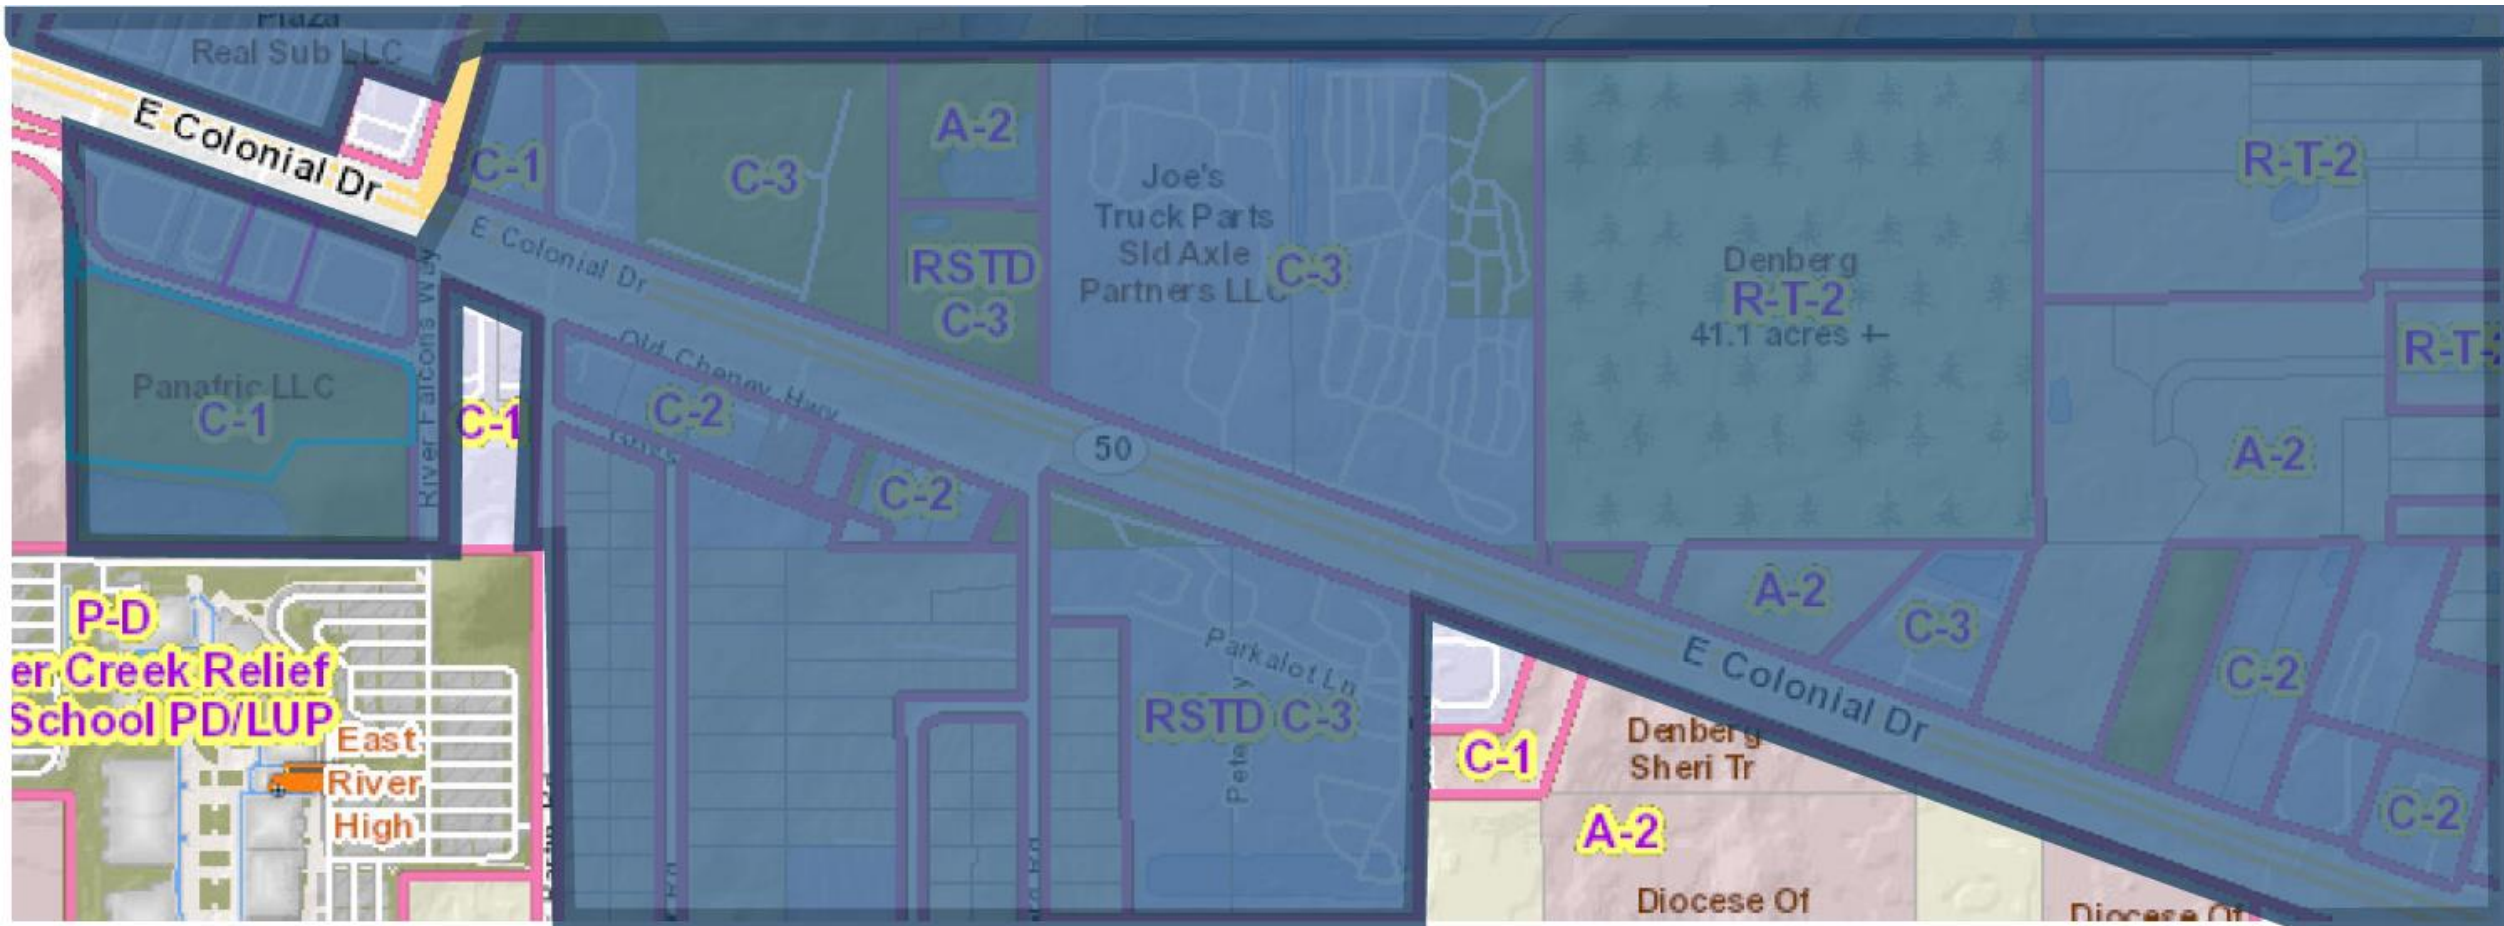 Plaza
Real Sub LLC
E Colonial Dr
C-1
C-3
A-2
RSTD
C-3
Joe's
Truck Parts
Sld Axle
Partners LLC
C-3
Denberg
R-T-2
41.1 acres +-
R-T-2
R-T-
E Colonial Dr
Old Cheney Hwy
River Falcons Way
Panafric LLC
C-1
C-1
C-2
C-2
50
A-2
A-2
C-3
C-2
C-2
Parkalot Ln
RSTD C-3
E Colonial Dr
P-D
er Creek Relief
School PD/LUP
East
River
High
C-1
Denberg
Sheri Tr
A-2
Diocese Of
Diocese Of
Rd
Rd